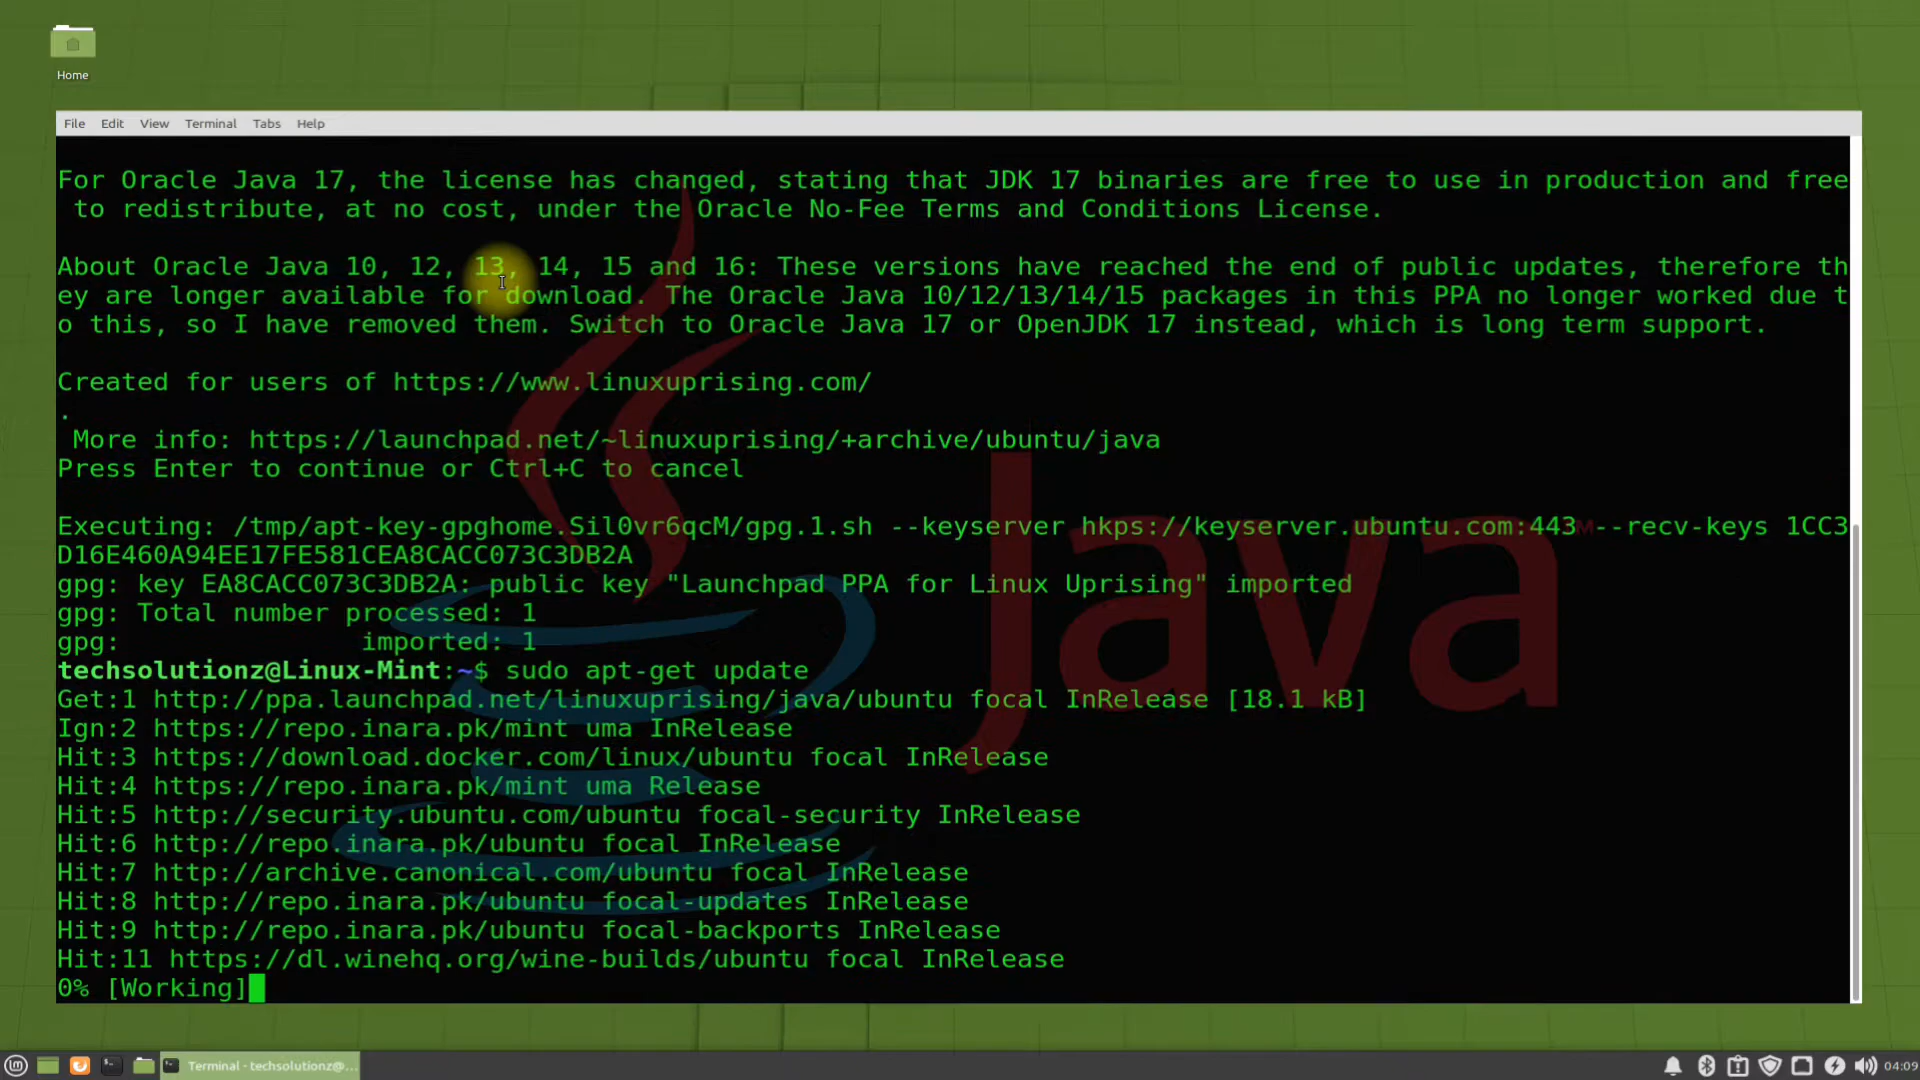 Home
File Edit View Terminal Tabs Help
For Oracle Java 17, the license has changed, stating that JDK 17 binaries are free to use in production and free
to redistribute, at no cost, under the Oracle No-Fee Terms and Conditions License.
About Oracle Java 10, 12, 13, 14, 15 and 16: These versions have reached the end of public updates, therefore th
ey are longer available for download. The Oracle Java 10/12/13/14/15 packages in this PPA no longer worked due t
o this, so I have removed them. Switch to Oracle Java 17 or OpenJDK 17 instead, which is long term support.
Created for users of https://www.linuxuprising.com/
.
More info: https://launchpad.net/~linuxuprising/+archive/ubuntu/java
Press Enter to continue or Ctrl+C to cancel
Executing: /tmp/apt-key-gpghome.Sil0vr6qcM/gpg.1.sh --keyserver hkps://keyserver.ubuntu.com:443 --recv-keys 1CC3
D16E460A94EE17FE581CEA8CACC073C3DB2A
gpg: key EA8CACC073C3DB2A: public key "Launchpad PPA for Linux Uprising" imported
gpg: Total number processed: 1
gpg:               imported: 1
techsolutionz@Linux-Mint:~$ sudo apt-get update
Get:1 http://ppa.launchpad.net/linuxuprising/java/ubuntu focal InRelease [18.1 kB]
Ign:2 https://repo.inara.pk/mint uma InRelease
Hit:3 https://download.docker.com/linux/ubuntu focal InRelease
Hit:4 https://repo.inara.pk/mint uma Release
Hit:5 http://security.ubuntu.com/ubuntu focal-security InRelease
Hit:6 http://repo.inara.pk/ubuntu focal InRelease
Hit:7 http://archive.canonical.com/ubuntu focal InRelease
Hit:8 http://repo.inara.pk/ubuntu focal-updates InRelease
Hit:9 http://repo.inara.pk/ubuntu focal-backports InRelease
Hit:11 https://dl.winehq.org/wine-builds/ubuntu focal InRelease
0% [Working]
Java™
Terminal - techsolutionz@...
04:09